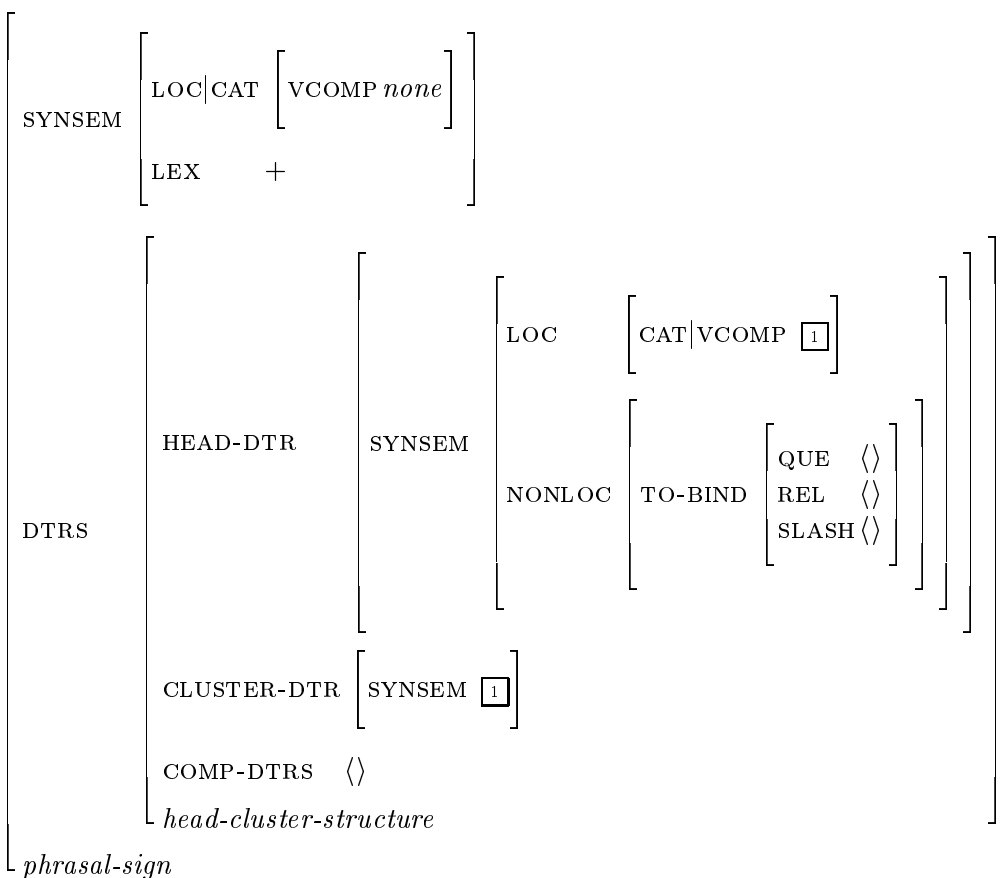 LOC|CAT [VCOMP none]
SYNSEM
LEX +
LOC [CAT|VCOMP 1]
HEAD-DTR SYNSEM
QUE ⟨⟩
NONLOC TO-BIND REL ⟨⟩
SLASH ⟨⟩
DTRS
CLUSTER-DTR [SYNSEM 1]
COMP-DTRS ⟨⟩
head-cluster-structure
phrasal-sign